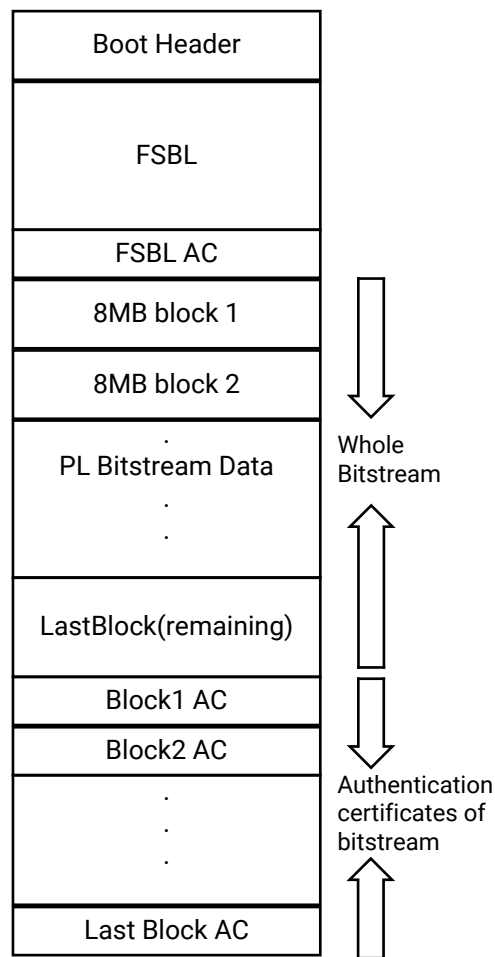 Boot Header
FSBL
FSBL AC
8MB block 1
8MB block 2
.
PL Bitstream Data
.
.
Whole
Bitstream
LastBlock(remaining)
Block1 AC
Block2 AC
.
.
.
Authentication
certificates of
bitstream
Last Block AC